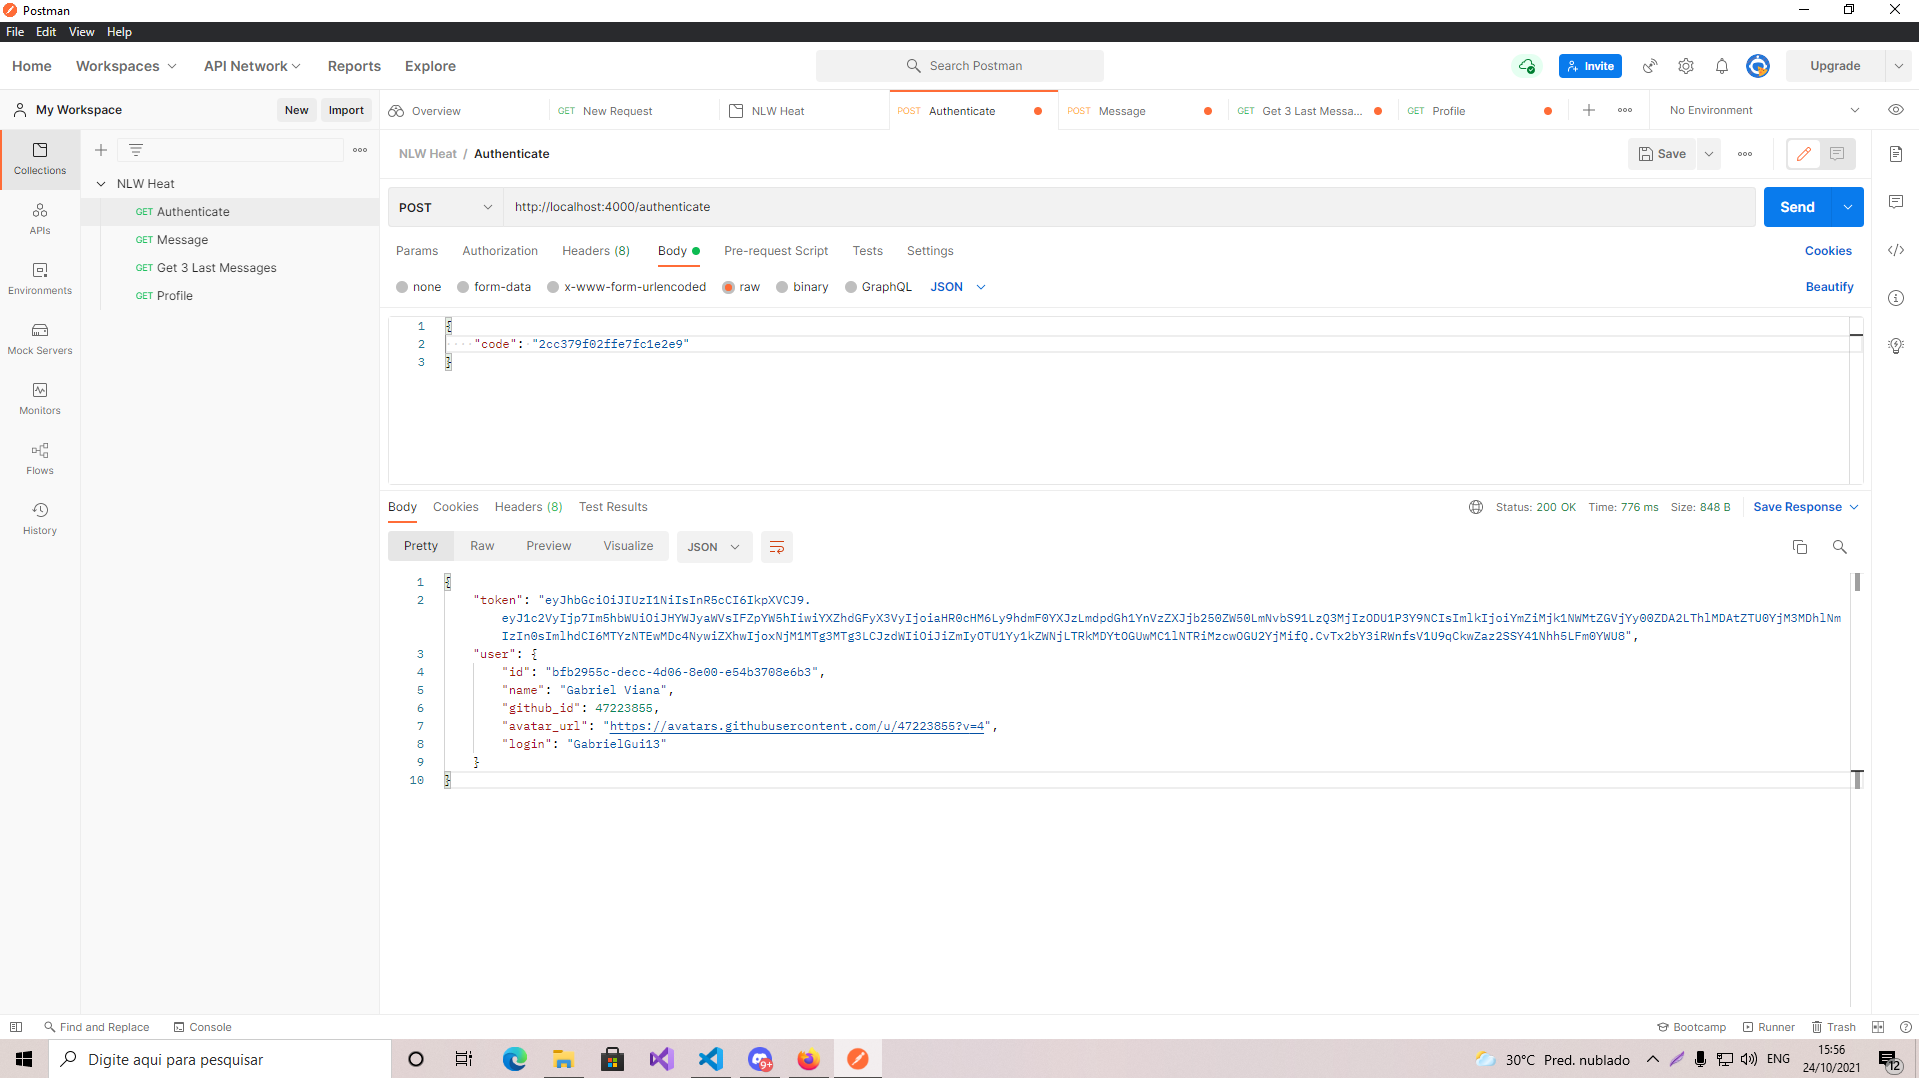 Postman
File Edit View Help
Home Workspaces API Network Reports Explore
Search Postman
Invite
Upgrade
My Workspace
New Import
Overview
GET New Request
NLW Heat
POST Authenticate
POST Message
GET Get 3 Last Messa...
GET Profile
No Environment
Collections
APIs
Environments
Mock Servers
Monitors
Flows
History
NLW Heat
GET Authenticate
GET Message
GET Get 3 Last Messages
GET Profile
NLW Heat / Authenticate
Save
POST http://localhost:4000/authenticate
Send
Params Authorization Headers (8) Body Pre-request Script Tests Settings
Cookies
none form-data x-www-form-urlencoded raw binary GraphQL JSON
Beautify
1 {
2 "code": "2cc379f02ffe7fc1e2e9"
3 }
Body Cookies Headers (8) Test Results
Status: 200 OK Time: 776 ms Size: 848 B
Save Response
Pretty Raw Preview Visualize JSON
1 {
2 "token": "eyJhbGciOiJIUzI1NiIsInR5cCI6IkpXVCJ9.
3 "user": {
4 "id": "bfb2955c-decc-4d06-8e00-e54b3708e6b3",
5 "name": "Gabriel Viana",
6 "github_id": 47223855,
7 "avatar_url": "https://avatars.githubusercontent.com/u/47223855?v=4",
8 "login": "GabrielGui13"
9 }
10 }
Find and Replace Console
Bootcamp Runner Trash
Digite aqui para pesquisar
9+
30°C Pred. nublado
ENG
15:56
24/10/2021
12